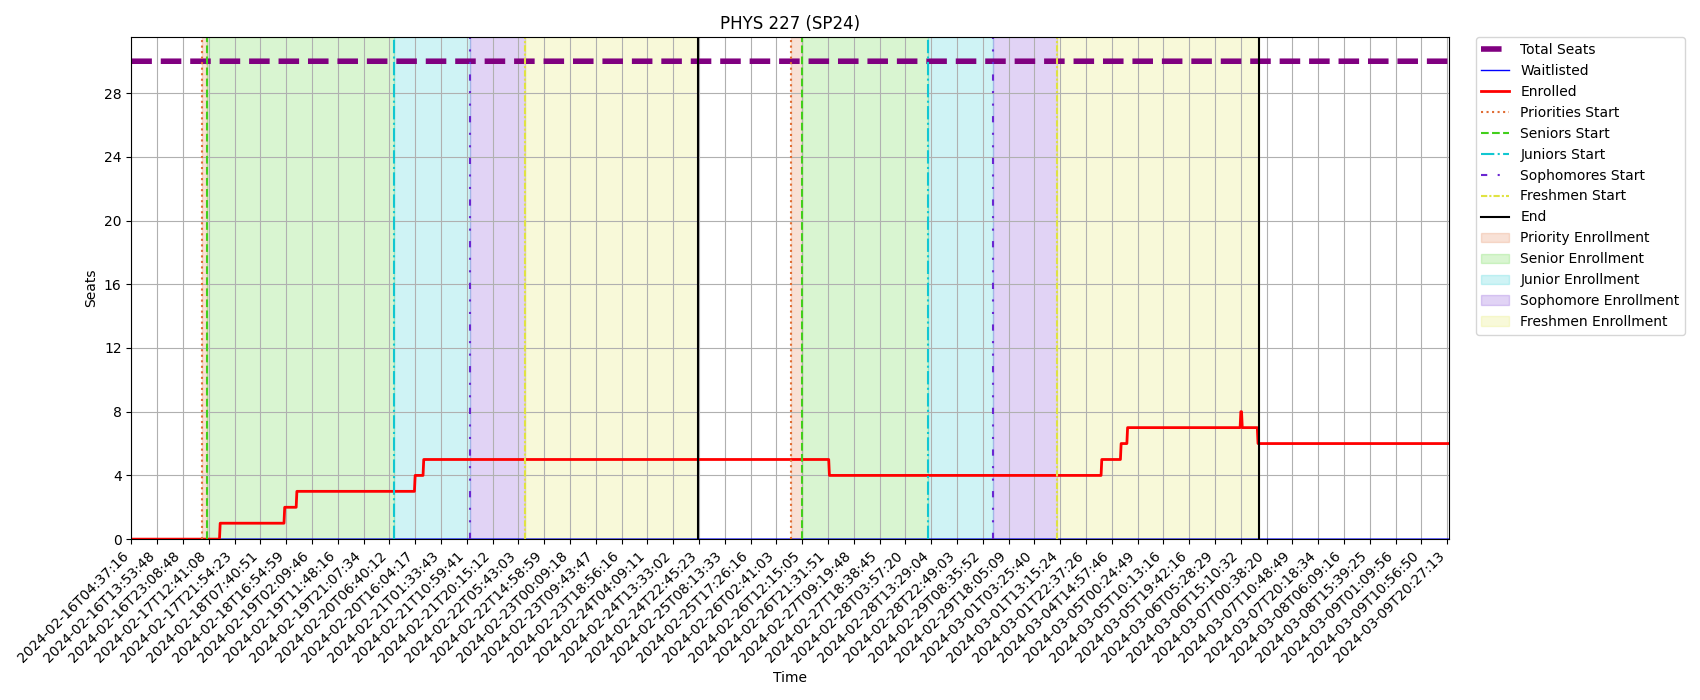 PHYS 227 (SP24)
Seats
28
24
20
16
12
8
4
0
2024-02-16T04:37:16
2024-02-16T13:53:48
2024-02-16T23:08:48
2024-02-17T12:41:08
2024-02-17T21:54:23
2024-02-18T07:40:51
2024-02-18T16:54:59
2024-02-19T02:09:46
2024-02-19T11:48:16
2024-02-19T21:07:34
2024-02-20T06:40:12
2024-02-20T16:04:17
2024-02-21T01:33:43
2024-02-21T10:59:41
2024-02-21T20:15:12
2024-02-22T05:43:03
2024-02-22T14:58:59
2024-02-23T00:09:18
2024-02-23T09:43:47
2024-02-23T18:56:16
2024-02-24T04:09:11
2024-02-24T13:33:02
2024-02-24T22:45:23
2024-02-25T08:13:33
2024-02-25T17:26:16
2024-02-26T02:41:03
2024-02-26T12:15:05
2024-02-26T21:31:51
2024-02-27T09:19:48
2024-02-27T18:38:45
2024-02-28T03:57:20
2024-02-28T13:29:04
2024-02-28T22:49:03
2024-02-29T08:35:52
2024-02-29T18:05:09
2024-03-01T03:25:40
2024-03-01T13:15:24
2024-03-01T22:37:26
2024-03-04T14:57:46
2024-03-05T00:24:49
2024-03-05T10:13:16
2024-03-05T19:42:16
2024-03-06T05:28:29
2024-03-06T15:10:32
2024-03-07T00:38:20
2024-03-07T10:48:49
2024-03-07T20:18:34
2024-03-08T06:09:16
2024-03-08T15:39:25
2024-03-09T01:09:56
2024-03-09T10:56:50
2024-03-09T20:27:13
Time
Total Seats
Waitlisted
Enrolled
Priorities Start
Seniors Start
Juniors Start
Sophomores Start
Freshmen Start
End
Priority Enrollment
Senior Enrollment
Junior Enrollment
Sophomore Enrollment
Freshmen Enrollment